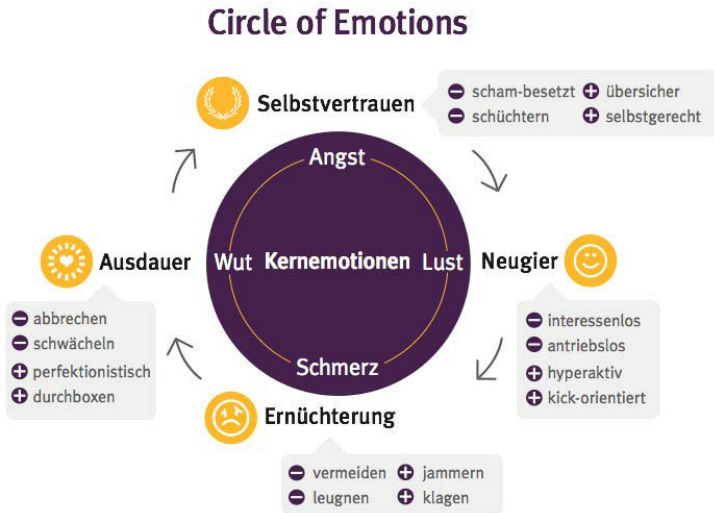 Circle of Emotions
Selbstvertrauen
− scham-besetzt + übersicher
− schüchtern + selbstgerecht
Angst
Ausdauer
Wut Kernemotionen Lust
Neugier
− abbrechen
− schwächeln
+ perfektionistisch
+ durchboxen
− interessenlos
− antriebslos
+ hyperaktiv
+ kick-orientiert
Schmerz
Ernüchterung
− vermeiden + jammern
− leugnen + klagen